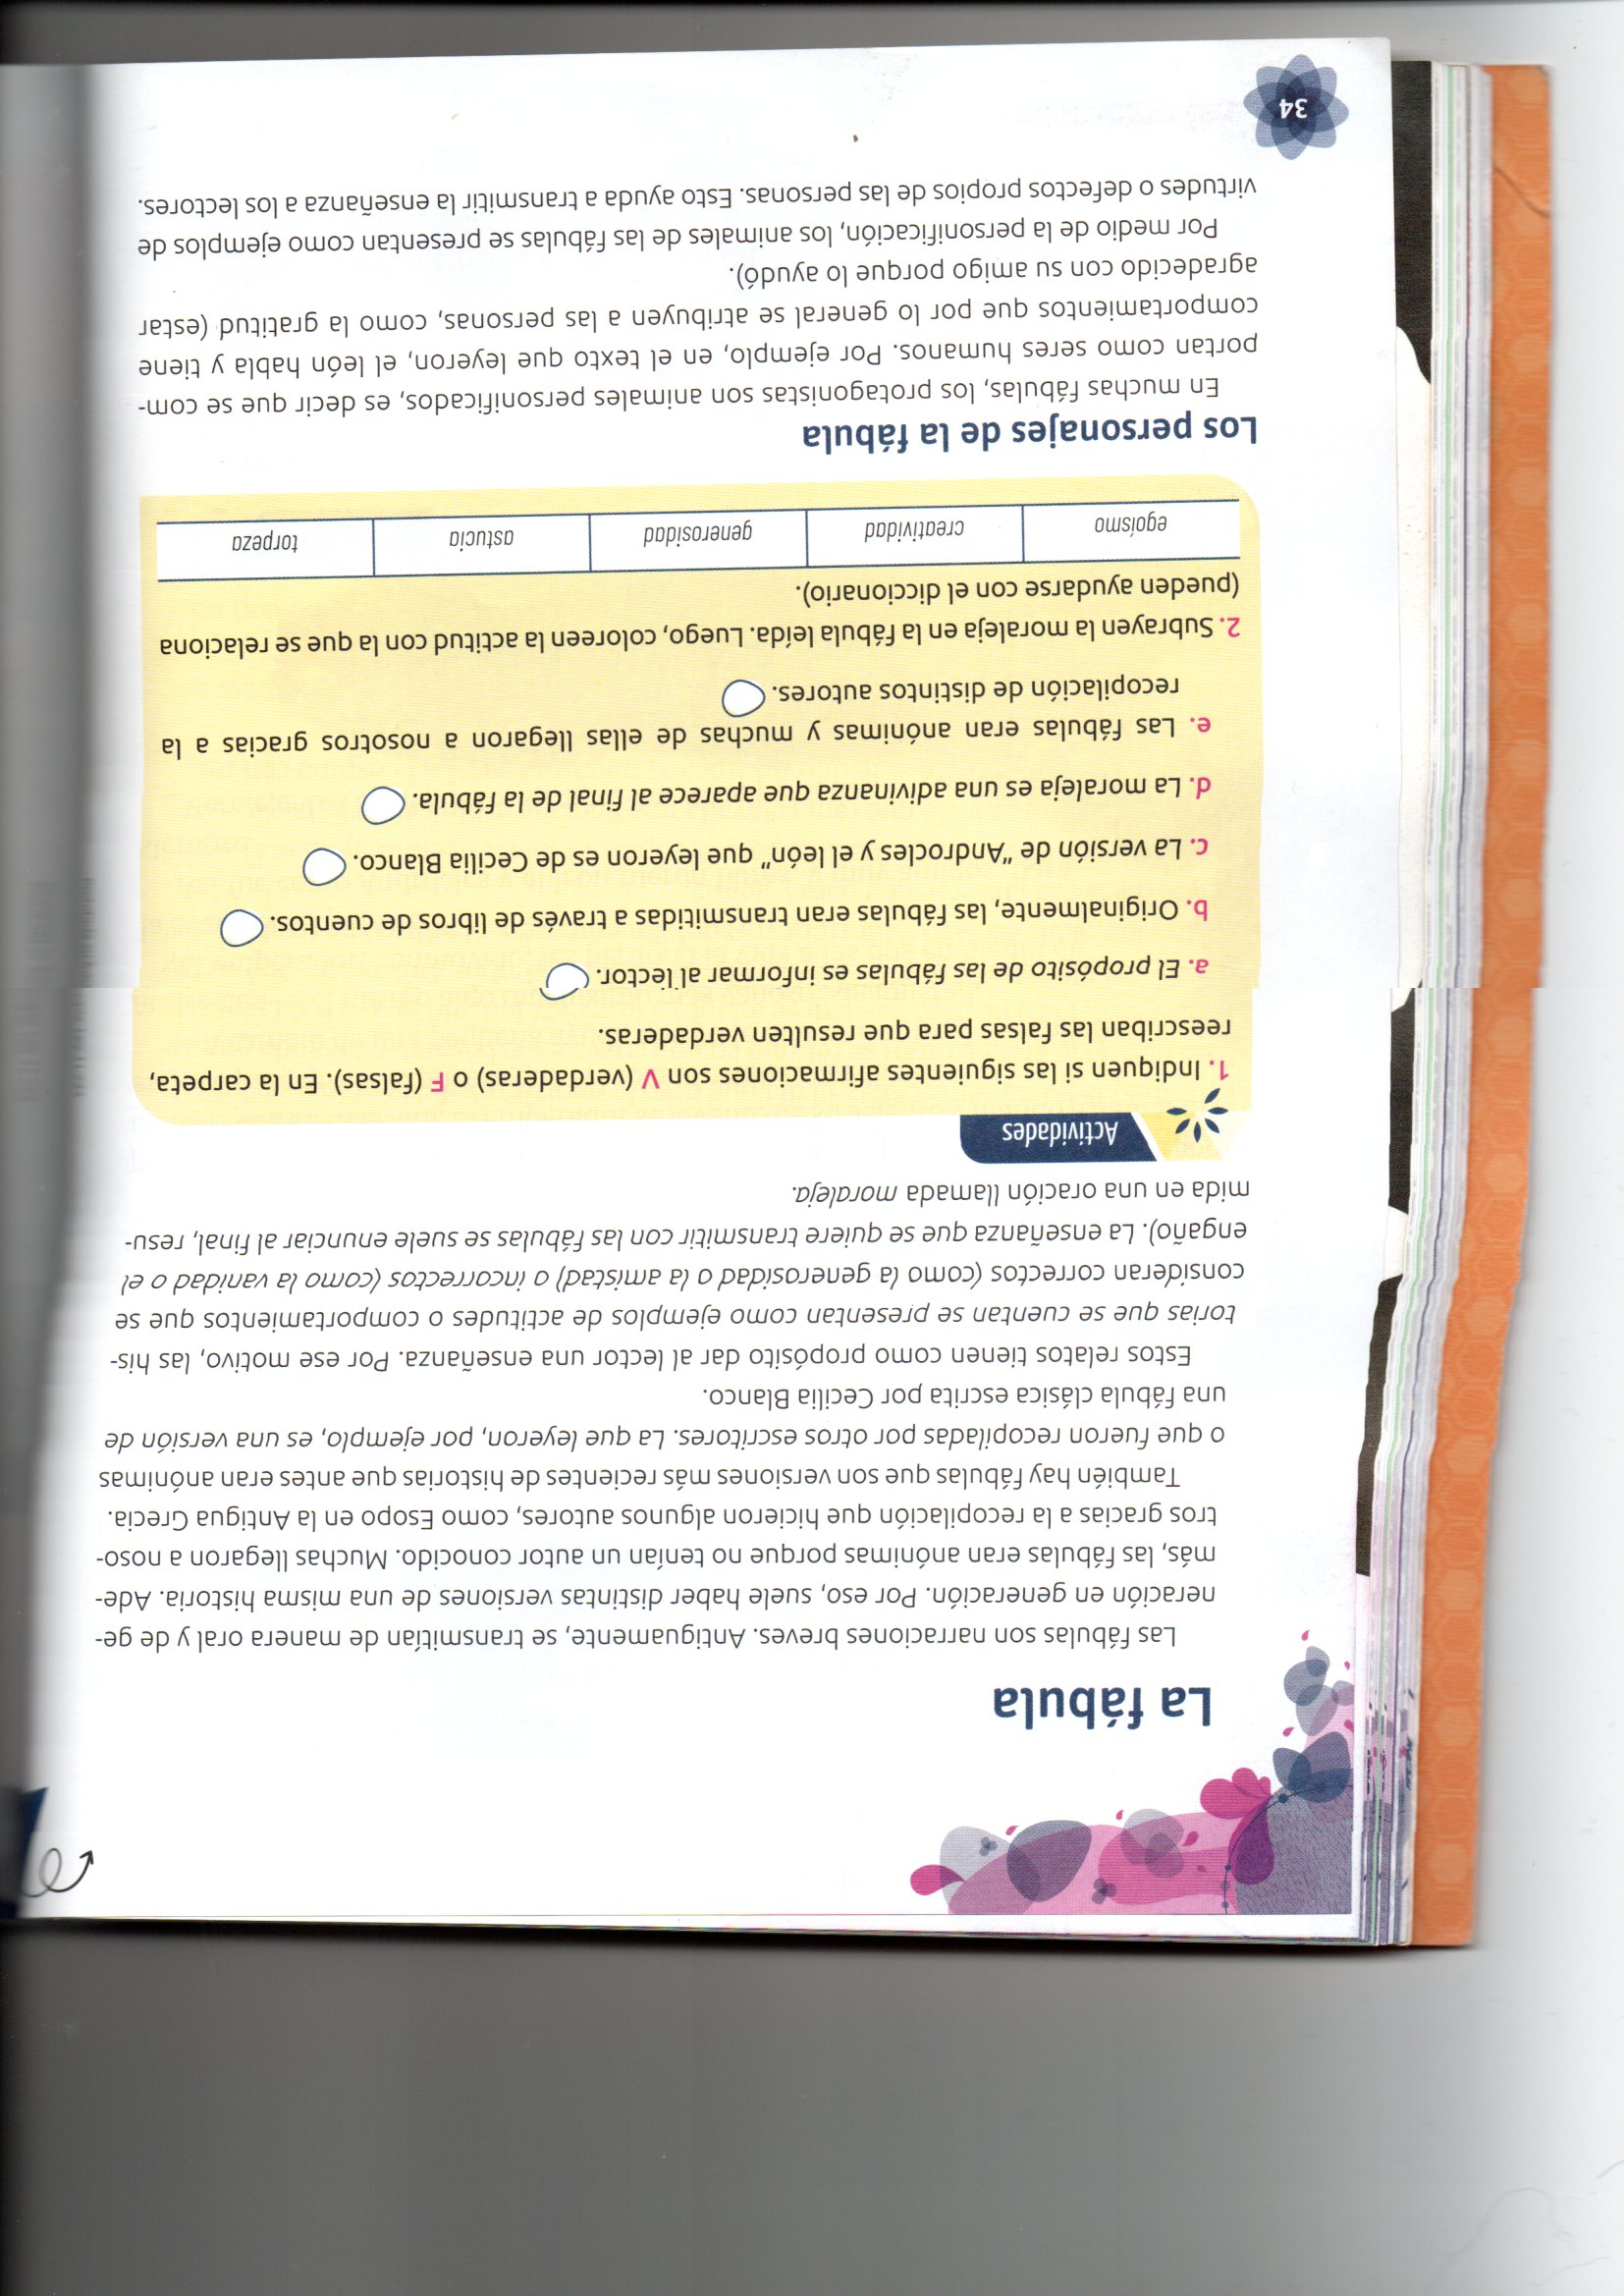 La fábula
Las fábulas son narraciones breves. Antiguamente, se transmitían de manera oral y de ge-
neración en generación. Por eso, suele haber distintas versiones de una misma historia. Ade-
más, las fábulas eran anónimas porque no tenían un autor conocido. Muchas llegaron a noso-
tros gracias a la recopilación que hicieron algunos autores, como Esopo en la Antigua Grecia.
También hay fábulas que son versiones más recientes de historias que antes eran anónimas
o que fueron recopiladas por otros escritores. La que leyeron, por ejemplo, es una versión de
una fábula clásica escrita por Cecilia Blanco.
Estos relatos tienen como propósito dar al lector una enseñanza. Por ese motivo, las his-
torias que se cuentan se presentan como ejemplos de actitudes o comportamientos que se
consideran correctos (como la generosidad o la amistad) o incorrectos (como la vanidad o el
engaño). La enseñanza que se quiere transmitir con las fábulas se suele enunciar al final, resu-
mida en una oración llamada moraleja.
Actividades
1. Indiquen si las siguientes afirmaciones son V (verdaderas) o F (falsas). En la carpeta,
reescriban las falsas para que resulten verdaderas.
a. El propósito de las fábulas es informar al lector.
b. Originalmente, las fábulas eran transmitidas a través de libros de cuentos.
c. La versión de "Androcles y el león" que leyeron es de Cecilia Blanco.
d. La moraleja es una adivinanza que aparece al final de la fábula.
e. Las fábulas eran anónimas y muchas de ellas llegaron a nosotros gracias a la
recopilación de distintos autores.
2. Subrayen la moraleja en la fábula leída. Luego, coloreen la actitud con la que se relaciona
(pueden ayudarse con el diccionario).
egoísmo creatividad generosidad astucia torpeza
Los personajes de la fábula
En muchas fábulas, los protagonistas son animales personificados, es decir que se com-
portan como seres humanos. Por ejemplo, en el texto que leyeron, el león habla y tiene
comportamientos que por lo general se atribuyen a las personas, como la gratitud (estar
agradecido con su amigo porque lo ayudó).
Por medio de la personificación, los animales de las fábulas se presentan como ejemplos de
virtudes o defectos propios de las personas. Esto ayuda a transmitir la enseñanza a los lectores.
34